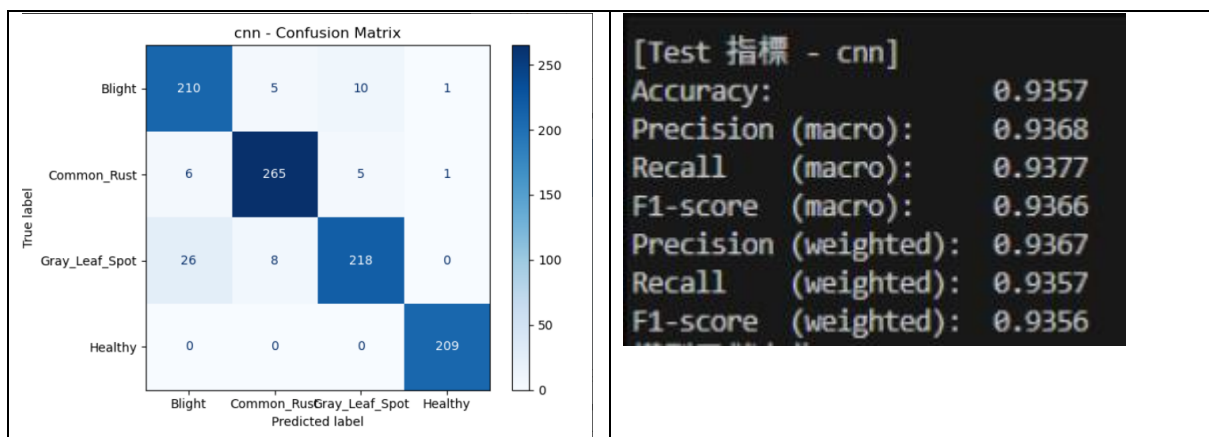 cnn - Confusion Matrix
Blight 210 5 10 1
Common_Rust 6 265 5 1
Gray_Leaf_Spot 26 8 218 0
Healthy 0 0 0 209
Blight Common_Rust Gray_Leaf_Spot Healthy
Predicted label
True label
250
200
150
100
50
0
[Test 指標 - cnn]
Accuracy: 0.9357
Precision (macro): 0.9368
Recall (macro): 0.9377
F1-score (macro): 0.9366
Precision (weighted): 0.9367
Recall (weighted): 0.9357
F1-score (weighted): 0.9356